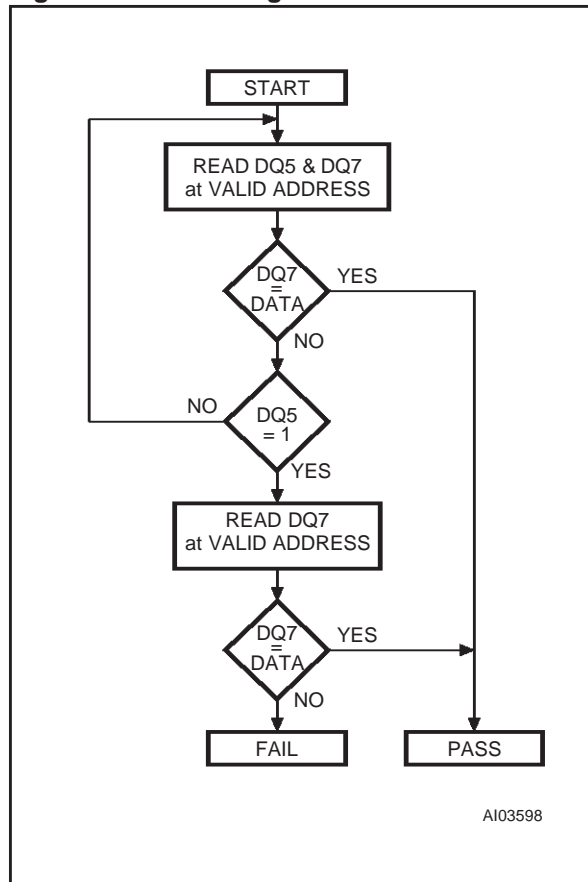 START
READ DQ5 & DQ7
at VALID ADDRESS
DQ7
=
DATA
YES
NO
NO
DQ5
= 1
YES
READ DQ7
at VALID ADDRESS
DQ7
=
DATA
YES
NO
FAIL
PASS
AI03598